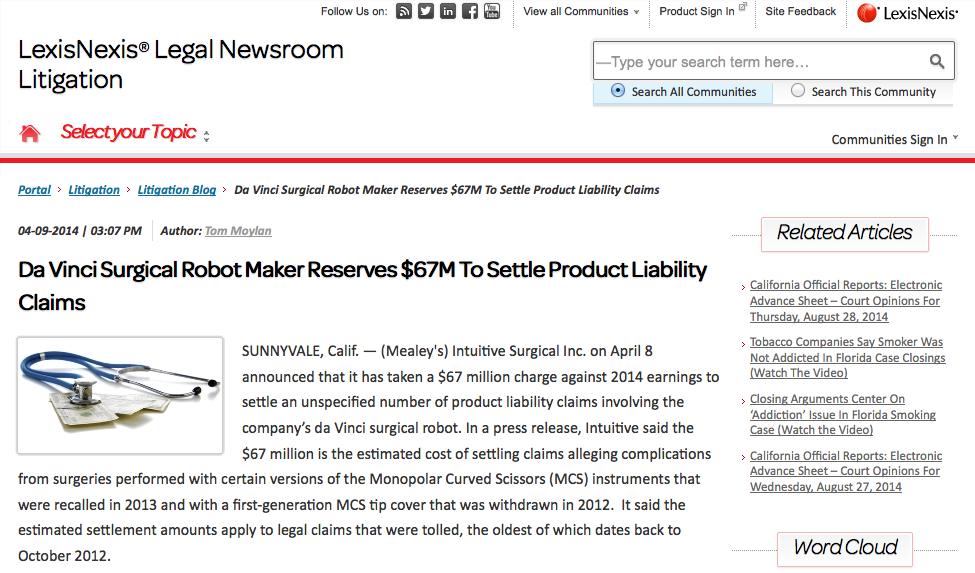 Follow Us on:
View all Communities
Product Sign In
Site Feedback
LexisNexis®
LexisNexis® Legal Newsroom
Litigation
—Type your search term here...
Search All Communities
Search This Community
Select your Topic
Communities Sign In
Portal > Litigation > Litigation Blog > Da Vinci Surgical Robot Maker Reserves $67M To Settle Product Liability Claims
04-09-2014 | 03:07 PM
Author: Tom Moylan
Da Vinci Surgical Robot Maker Reserves $67M To Settle Product Liability
Claims
SUNNYVALE, Calif. — (Mealey's) Intuitive Surgical Inc. on April 8
announced that it has taken a $67 million charge against 2014 earnings to
settle an unspecified number of product liability claims involving the
company's da Vinci surgical robot. In a press release, Intuitive said the
$67 million is the estimated cost of settling claims alleging complications
from surgeries performed with certain versions of the Monopolar Curved Scissors (MCS) instruments that
were recalled in 2013 and with a first-generation MCS tip cover that was withdrawn in 2012.  It said the
estimated settlement amounts apply to legal claims that were tolled, the oldest of which dates back to
October 2012.
Related Articles
California Official Reports: Electronic
Advance Sheet – Court Opinions For
Thursday, August 28, 2014
Tobacco Companies Say Smoker Was
Not Addicted In Florida Case Closings
(Watch The Video)
Closing Arguments Center On
'Addiction' Issue In Florida Smoking
Case (Watch the Video)
California Official Reports: Electronic
Advance Sheet – Court Opinions For
Wednesday, August 27, 2014
Word Cloud